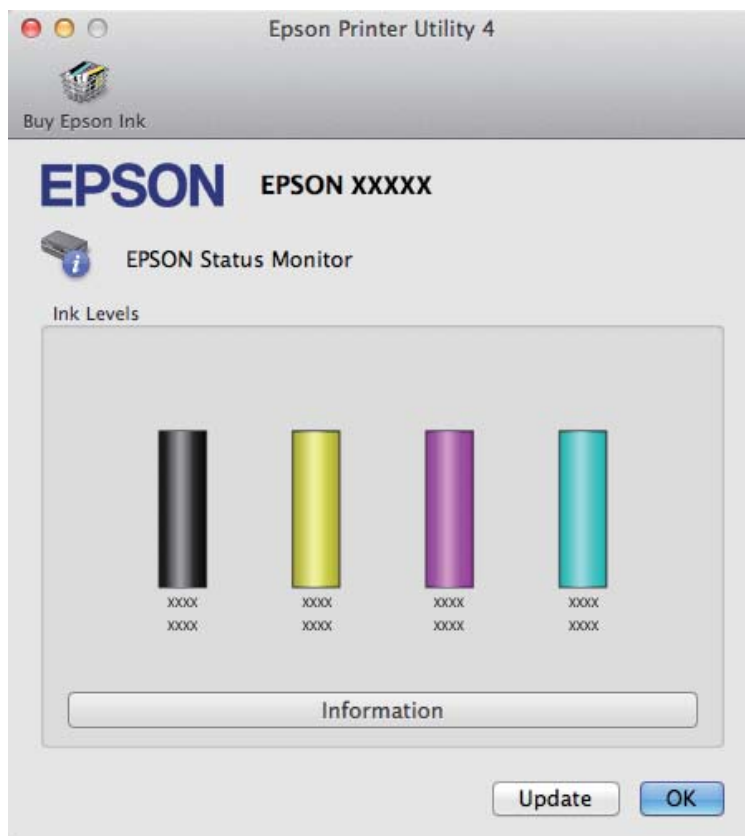 Epson Printer Utility 4
Buy Epson Ink
EPSON EPSON XXXXX
EPSON Status Monitor
Ink Levels
xxxx xxxx xxxx xxxx
xxxx xxxx xxxx xxxx
Information
Update OK